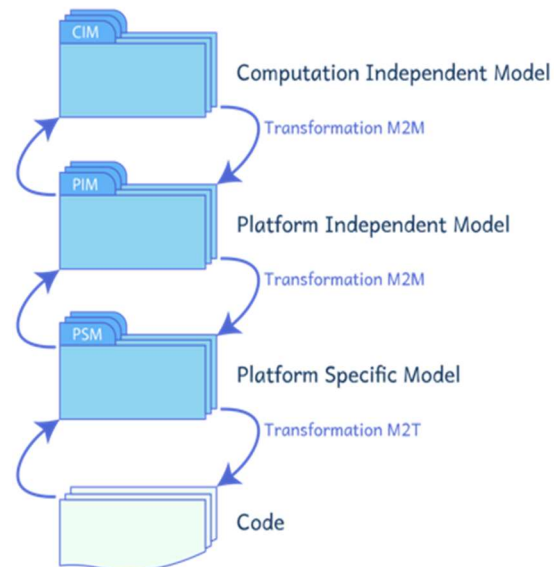 CIM
Computation Independent Model
Transformation M2M
PIM
Platform Independent Model
Transformation M2M
PSM
Platform Specific Model
Transformation M2T
Code